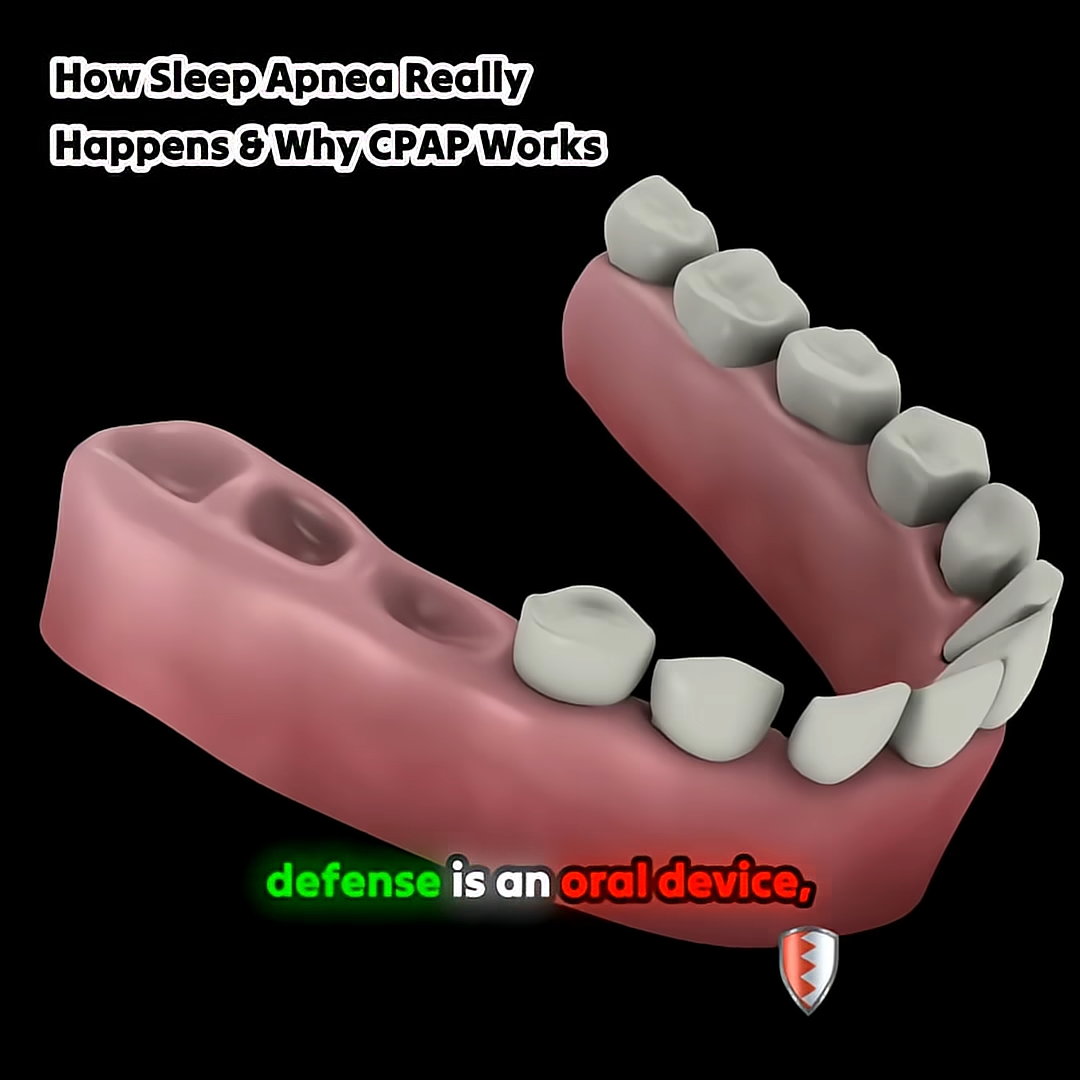 How Sleep Apnea Really
Happens & Why CPAP Works
defense is an oral device,